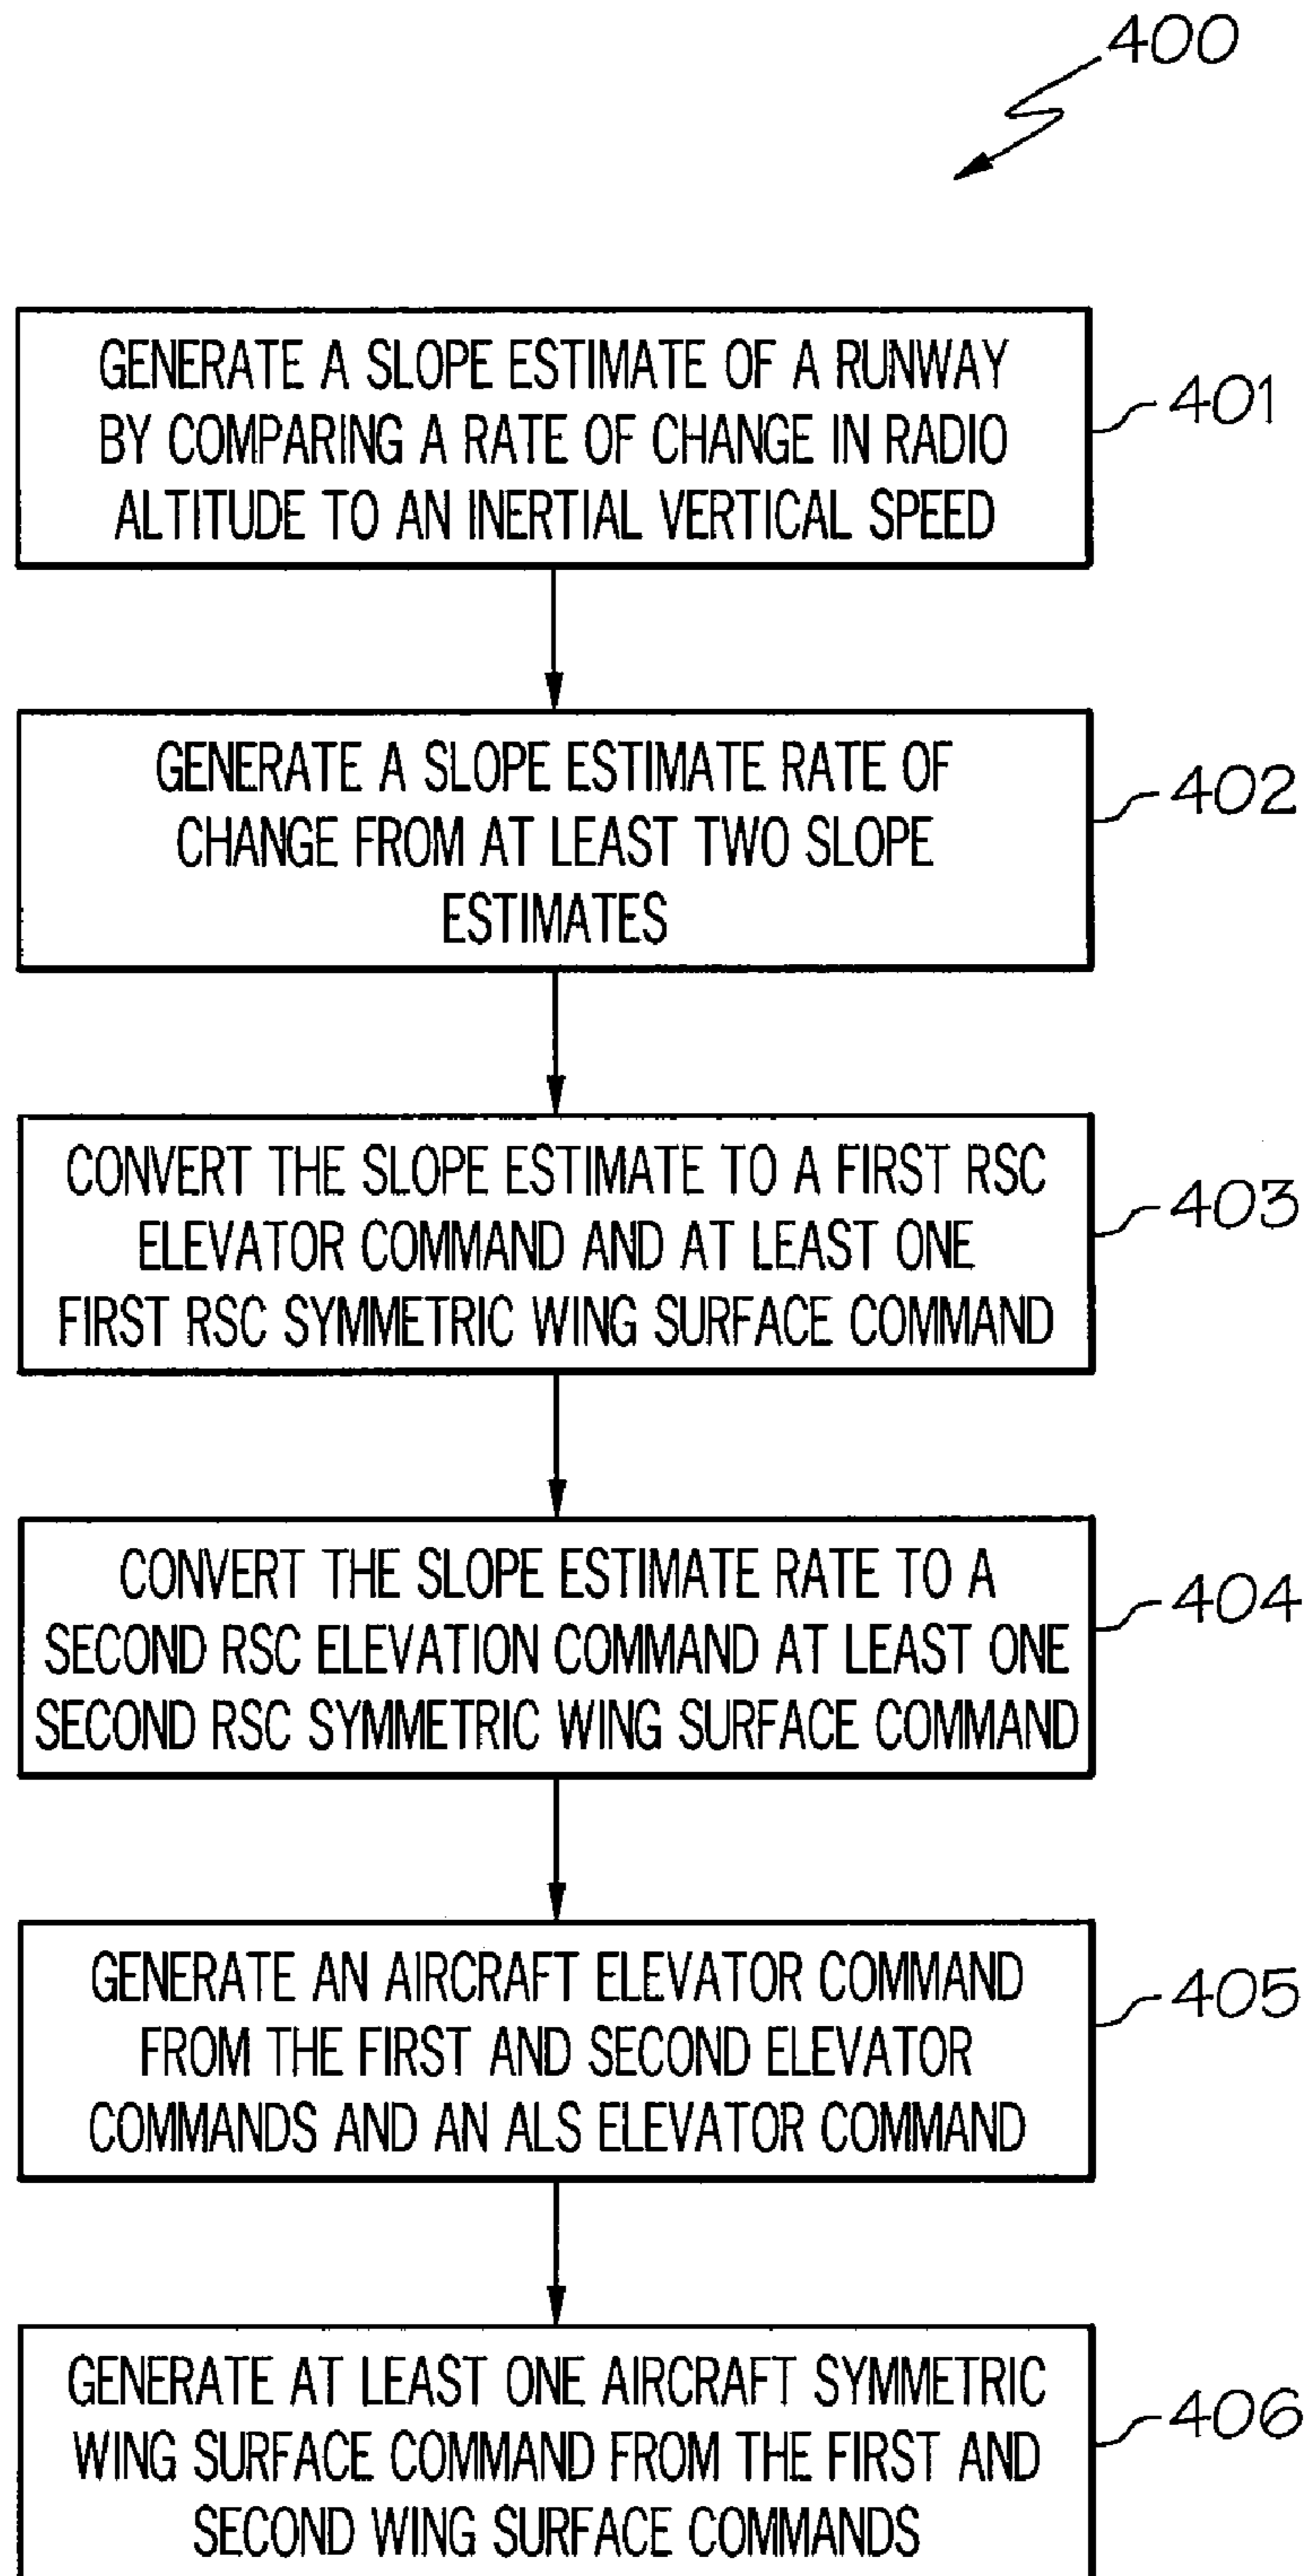 400
GENERATE A SLOPE ESTIMATE OF A RUNWAY
BY COMPARING A RATE OF CHANGE IN RADIO
ALTITUDE TO AN INERTIAL VERTICAL SPEED
401
GENERATE A SLOPE ESTIMATE RATE OF
CHANGE FROM AT LEAST TWO SLOPE
ESTIMATES
402
CONVERT THE SLOPE ESTIMATE TO A FIRST RSC
ELEVATOR COMMAND AND AT LEAST ONE
FIRST RSC SYMMETRIC WING SURFACE COMMAND
403
CONVERT THE SLOPE ESTIMATE RATE TO A
SECOND RSC ELEVATION COMMAND AT LEAST ONE
SECOND RSC SYMMETRIC WING SURFACE COMMAND
404
GENERATE AN AIRCRAFT ELEVATOR COMMAND
FROM THE FIRST AND SECOND ELEVATOR
COMMANDS AND AN ALS ELEVATOR COMMAND
405
GENERATE AT LEAST ONE AIRCRAFT SYMMETRIC
WING SURFACE COMMAND FROM THE FIRST AND
SECOND WING SURFACE COMMANDS
406